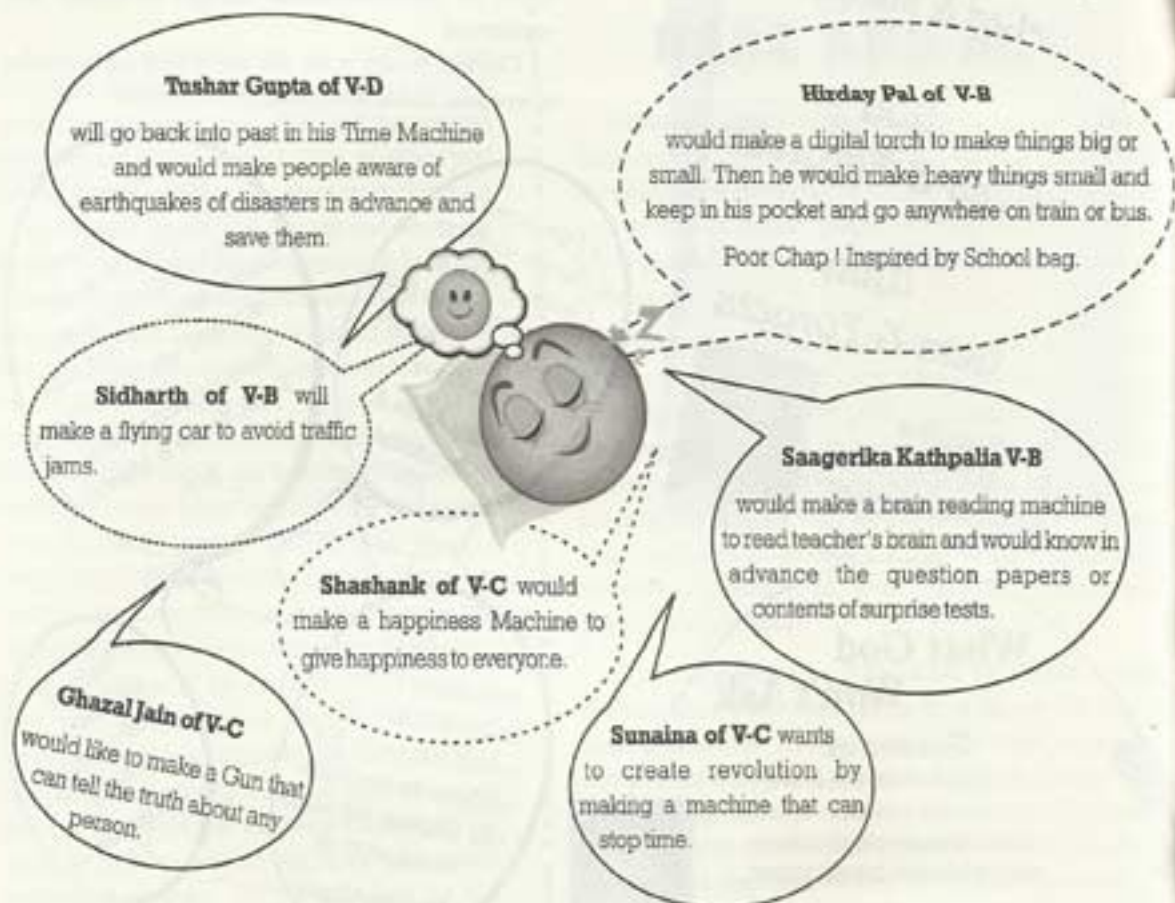 Tushar Gupta of V-D
will go back into past in his Time Machine
and would make people aware of
earthquakes of disasters in advance and
save them.
Hirday Pal of V-B
would make a digital torch to make things big or
small. Then he would make heavy things small and
keep in his pocket and go anywhere on train or bus.
Poor Chap ! Inspired by School bag.
Z
Sidharth of V-B will
make a flying car to avoid traffic
jams.
Saagerika Kathpalia V-B
would make a brain reading machine
to read teacher's brain and would know in
advance the question papers or
contents of surprise tests.
Shashank of V-C would
make a happiness Machine to
give happiness to everyone.
Ghazal Jain of V-C
would like to make a Gun that
can tell the truth about any
person.
Sunaina of V-C wants
to create revolution by
making a machine that can
stop time.
What God